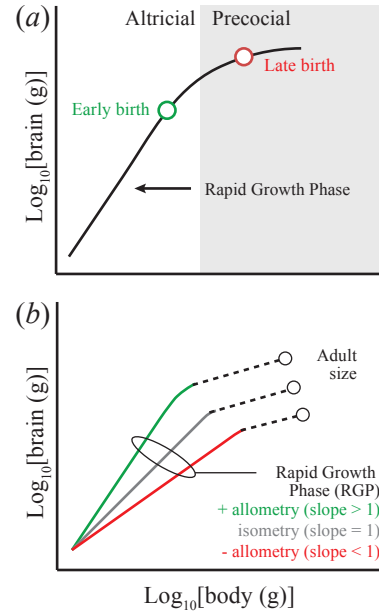 (a)
Altricial Precocial
Late birth
Early birth
Rapid Growth Phase
Log10[brain (g)]
(b)
Adult
size
Rapid Growth
Phase (RGP)
+ allometry (slope > 1)
isometry (slope = 1)
- allometry (slope < 1)
Log10[brain (g)]
Log10[body (g)]